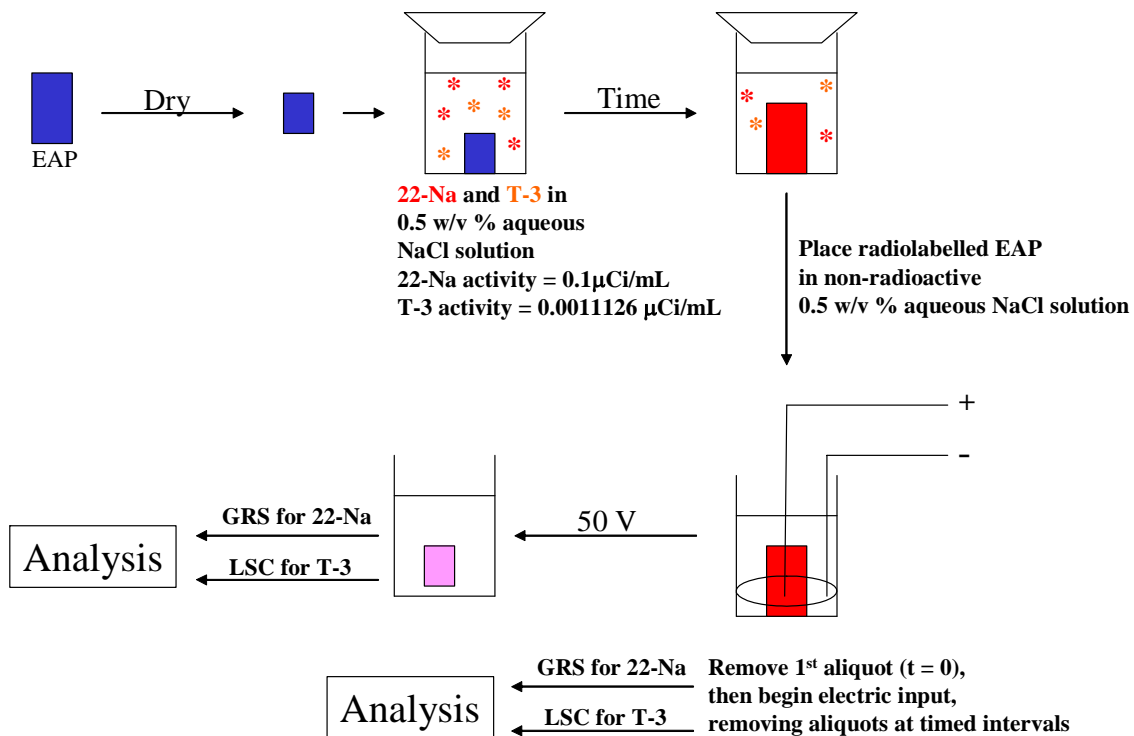 Dry
Time
EAP
22-Na and T-3 in
0.5 w/v % aqueous
NaCl solution
22-Na activity = 0.1μCi/mL
T-3 activity = 0.0011126 μCi/mL
Place radiolabelled EAP
in non-radioactive
0.5 w/v % aqueous NaCl solution
+
-
50 V
GRS for 22-Na
Analysis
LSC for T-3
GRS for 22-Na
Analysis
LSC for T-3
Remove 1st aliquot (t = 0),
then begin electric input,
removing aliquots at timed intervals